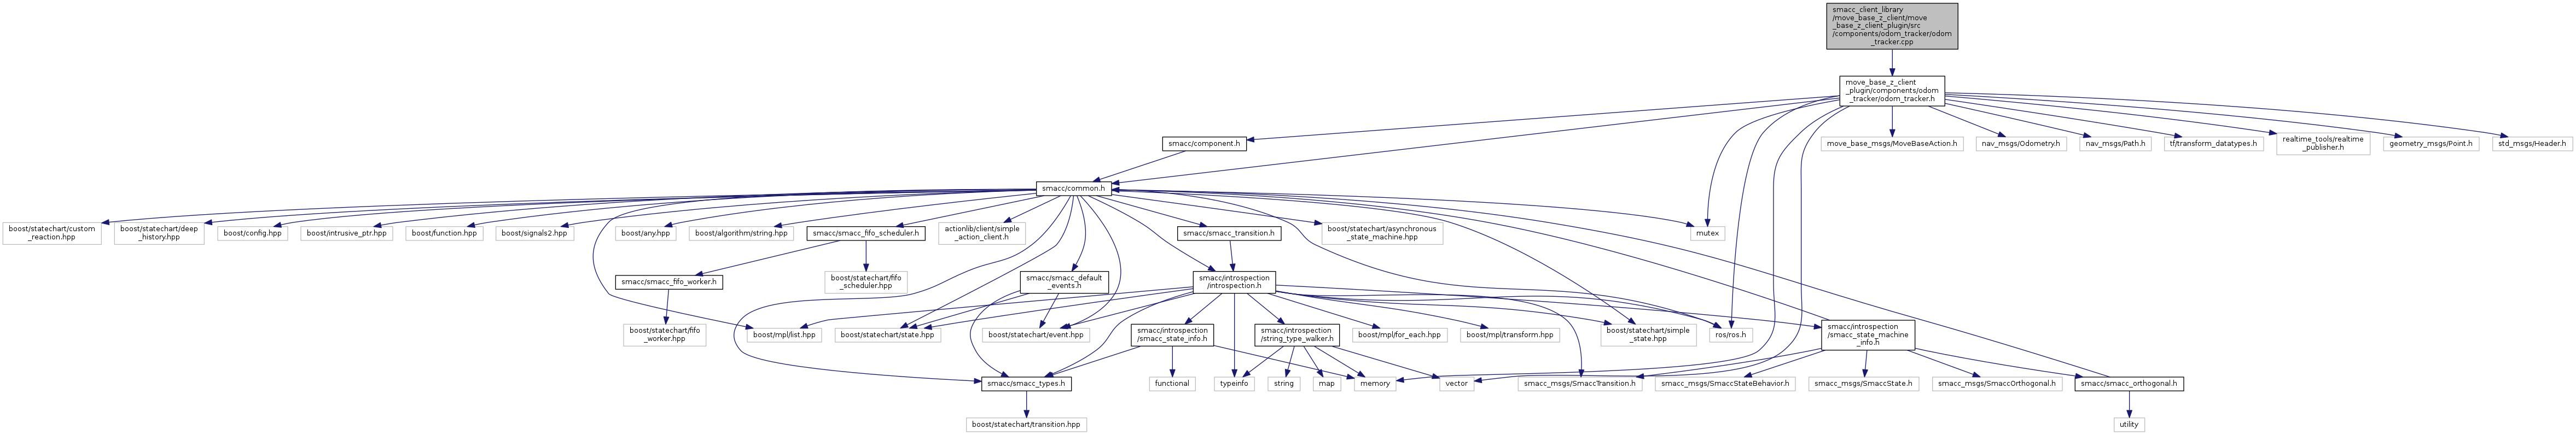 smacc_client_library
/move_base_z_client/move
_base_z_client_plugin/src
/components/odom_tracker/odom
_tracker.cpp
move_base_z_client
_plugin/components/odom
_tracker/odom_tracker.h
smacc/component.h
move_base_msgs/MoveBaseAction.h
nav_msgs/Odometry.h
nav_msgs/Path.h
tf/transform_datatypes.h
realtime_tools/realtime
_publisher.h
geometry_msgs/Point.h
std_msgs/Header.h
smacc/common.h
boost/statechart/custom
_reaction.hpp
boost/statechart/deep
_history.hpp
boost/config.hpp
boost/intrusive_ptr.hpp
boost/function.hpp
boost/signals2.hpp
boost/any.hpp
boost/algorithm/string.hpp
smacc/smacc_fifo_scheduler.h
actionlib/client/simple
_action_client.h
smacc/smacc_transition.h
boost/statechart/asynchronous
_state_machine.hpp
mutex
smacc/smacc_fifo_worker.h
boost/statechart/fifo
_scheduler.hpp
smacc/smacc_default
_events.h
smacc/introspection
/introspection.h
boost/statechart/fifo
_worker.hpp
boost/mpl/list.hpp
boost/statechart/state.hpp
boost/statechart/event.hpp
smacc/introspection
/smacc_state_info.h
smacc/introspection
/string_type_walker.h
boost/mpl/for_each.hpp
boost/mpl/transform.hpp
boost/statechart/simple
_state.hpp
ros/ros.h
smacc/introspection
/smacc_state_machine
_info.h
smacc/smacc_types.h
functional
typeinfo
string
map
memory
vector
smacc_msgs/SmaccTransition.h
smacc_msgs/SmaccStateBehavior.h
smacc_msgs/SmaccState.h
smacc_msgs/SmaccOrthogonal.h
smacc/smacc_orthogonal.h
boost/statechart/transition.hpp
utility